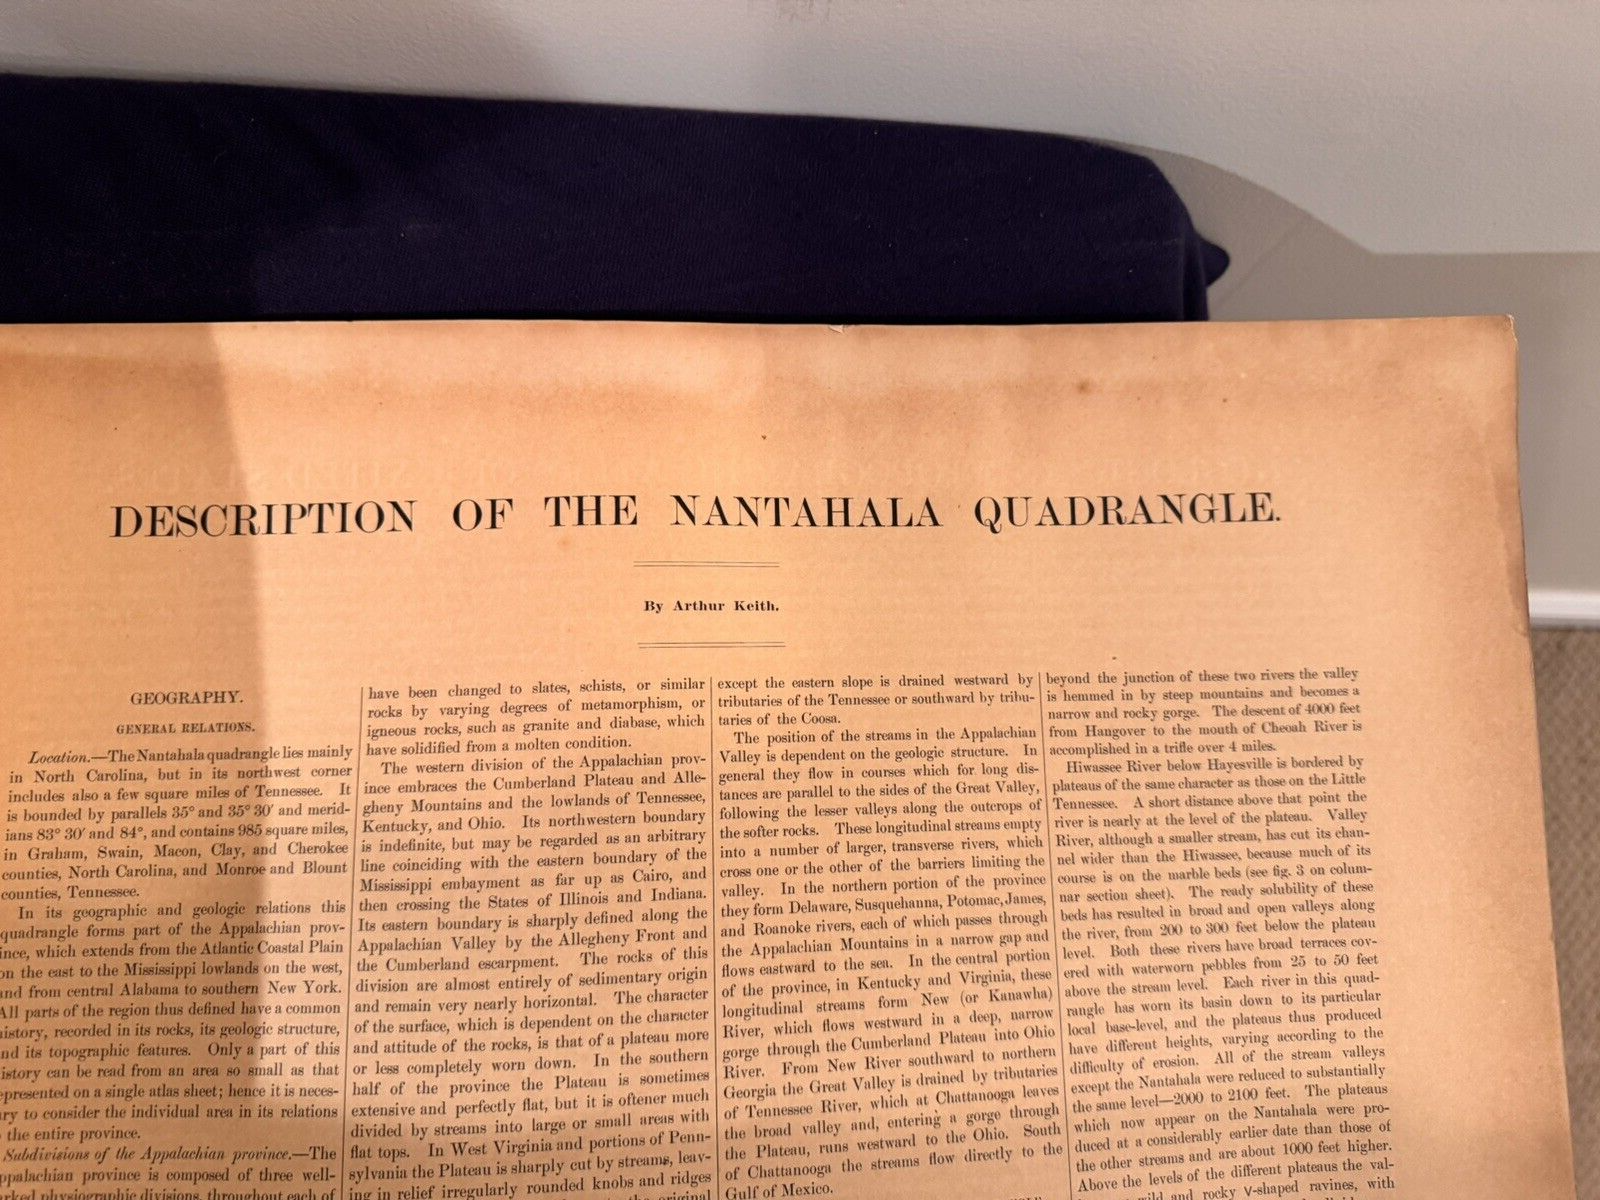 DESCRIPTION OF THE NANTAHALA QUADRANGLE.
By Arthur Keith.
GEOGRAPHY.
GENERAL RELATIONS.
Location.—The Nantahala quadrangle lies mainly
in North Carolina, but in its northwest corner
includes also a few square miles of Tennessee. It
is bounded by parallels 35° and 35° 30′ and merid-
ians 83° 30′ and 84°, and contains 985 square miles,
in Graham, Swain, Macon, Clay, and Cherokee
counties, North Carolina, and Monroe and Blount
counties, Tennessee.
In its geographic and geologic relations this
quadrangle forms part of the Appalachian prov-
ince, which extends from the Atlantic Coastal Plain
on the east to the Mississippi lowlands on the west,
and from central Alabama to southern New York.
All parts of the region thus defined have a common
history, recorded in its rocks, its geologic structure,
and its topographic features. Only a part of this
istory can be read from an area so small as that
epresented on a single atlas sheet; hence it is neces-
ry to consider the individual area in its relations
the entire province.
Subdivisions of the Appalachian province.—The
ppalachian province is composed of three well-
arked physiographic divisions, throughout each of
have been changed to slates, schists, or similar
rocks by varying degrees of metamorphism, or
igneous rocks, such as granite and diabase, which
have solidified from a molten condition.
The western division of the Appalachian prov-
ince embraces the Cumberland Plateau and Alle-
gheny Mountains and the lowlands of Tennessee,
Kentucky, and Ohio. Its northwestern boundary
is indefinite, but may be regarded as an arbitrary
line coinciding with the eastern boundary of the
Mississippi embayment as far up as Cairo, and
then crossing the States of Illinois and Indiana.
Its eastern boundary is sharply defined along the
Appalachian Valley by the Allegheny Front and
the Cumberland escarpment. The rocks of this
division are almost entirely of sedimentary origin
and remain very nearly horizontal. The character
of the surface, which is dependent on the character
and attitude of the rocks, is that of a plateau more
or less completely worn down. In the southern
half of the province the Plateau is sometimes
extensive and perfectly flat, but it is oftener much
divided by streams into large or small areas with
flat tops. In West Virginia and portions of Penn-
sylvania the Plateau is sharply cut by streams, leav-
ing in relief irregularly rounded knobs and ridges
the original
except the eastern slope is drained westward by
tributaries of the Tennessee or southward by tribu-
taries of the Coosa.
The position of the streams in the Appalachian
Valley is dependent on the geologic structure. In
general they flow in courses which for long dis-
tances are parallel to the sides of the Great Valley,
following the lesser valleys along the outcrops of
the softer rocks. These longitudinal streams empty
into a number of larger, transverse rivers, which
cross one or the other of the barriers limiting the
valley. In the northern portion of the province
they form Delaware, Susquehanna, Potomac, James,
and Roanoke rivers, each of which passes through
the Appalachian Mountains in a narrow gap and
flows eastward to the sea. In the central portion
of the province, in Kentucky and Virginia, these
longitudinal streams form New (or Kanawha)
River, which flows westward in a deep, narrow
gorge through the Cumberland Plateau into Ohio
River. From New River southward to northern
Georgia the Great Valley is drained by tributaries
of Tennessee River, which at Chattanooga leaves
the broad valley and, entering a gorge through
the Plateau, runs westward to the Ohio. South
of Chattanooga the streams flow directly to the
Gulf of Mexico.
beyond the junction of these two rivers the valley
is hemmed in by steep mountains and becomes a
narrow and rocky gorge. The descent of 4000 feet
from Hangover to the mouth of Cheoah River is
accomplished in a trifle over 4 miles.
Hiwassee River below Hayesville is bordered by
plateaus of the same character as those on the Little
Tennessee. A short distance above that point the
river is nearly at the level of the plateau. Valley
River, although a smaller stream, has cut its chan-
nel wider than the Hiwassee, because much of its
course is on the marble beds (see fig. 3 on colum-
nar section sheet). The ready solubility of these
beds has resulted in broad and open valleys along
the river, from 200 to 300 feet below the plateau
level. Both these rivers have broad terraces cov-
ered with waterworn pebbles from 25 to 50 feet
above the stream level. Each river in this quad-
rangle has worn its basin down to its particular
local base-level, and the plateaus thus produced
have different heights, varying according to the
difficulty of erosion. All of the stream valleys
except the Nantahala were reduced to substantially
the same level—2000 to 2100 feet. The plateaus
which now appear on the Nantahala were pro-
duced at a considerably earlier date than those of
the other streams and are about 1000 feet higher.
Above the levels of the different plateaus the val-
wild and rocky V-shaped ravines, with